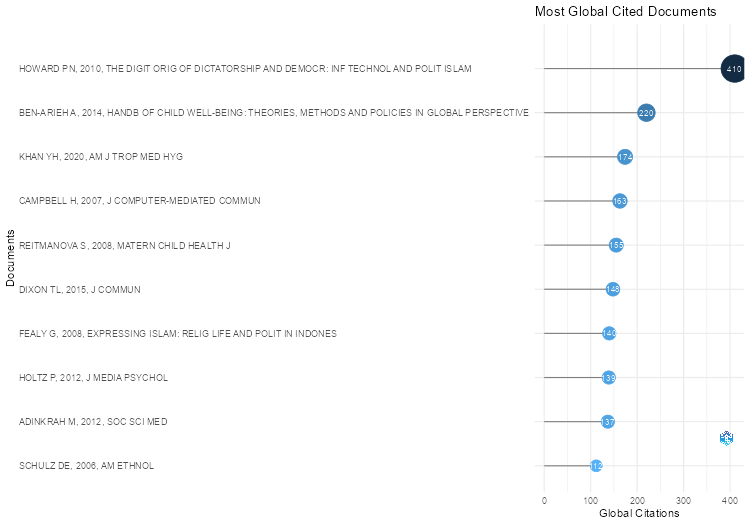 Most Global Cited Documents
Documents
HOWARD PN, 2010, THE DIGIT ORIG OF DICTATORSHIP AND DEMOCR: INF TECHNOL AND POLIT ISLAM
410
BEN-ARIEH A, 2014, HANDB OF CHILD WELL-BEING: THEORIES, METHODS AND POLICIES IN GLOBAL PERSPECTIVE
220
KHAN YH, 2020, AM J TROP MED HYG
174
CAMPBELL H, 2007, J COMPUTER-MEDIATED COMMUN
163
REITMANOVA S, 2008, MATERN CHILD HEALTH J
155
DIXON TL, 2015, J COMMUN
148
FEALY G, 2008, EXPRESSING ISLAM: RELIG LIFE AND POLIT IN INDONES
140
HOLTZ P, 2012, J MEDIA PSYCHOL
139
ADINKRAH M, 2012, SOC SCI MED
137
SCHULZ DE, 2006, AM ETHNOL
112
0 100 200 300 400
Global Citations